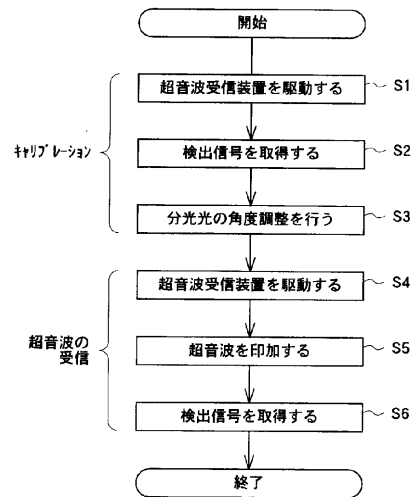 開始
超音波受信装置を駆動する S1
検出信号を取得する S2
分光光の角度調整を行う S3
キャリブレーション
超音波受信装置を駆動する S4
超音波を印加する S5
検出信号を取得する S6
超音波の
受信
終了